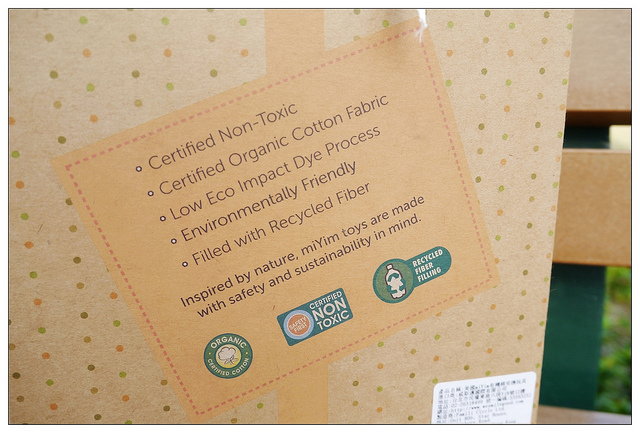 Certified Non-Toxic
Certified Organic Cotton Fabric
Low Eco Impact Dye Process
Environmentally Friendly
Filled with Recycled Fiber
Inspired by nature, miYim toys are made
with safety and sustainability in mind.
ORGANIC
CERTIFIED COTTON
SAFETY
FIRST
CERTIFIED
NON
TOXIC
RECYCLED
FIBER
FILLING